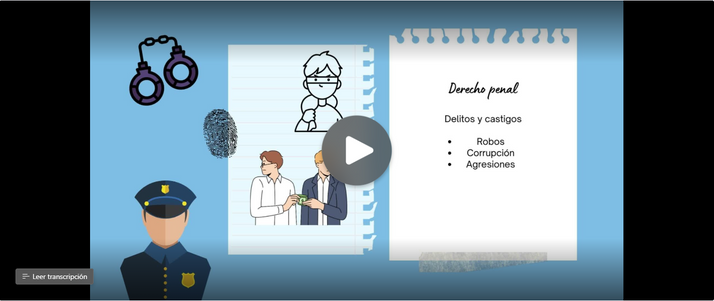 Derecho penal
Delitos y castigos
• Robos
• Corrupción
• Agresiones
Leer transcripción